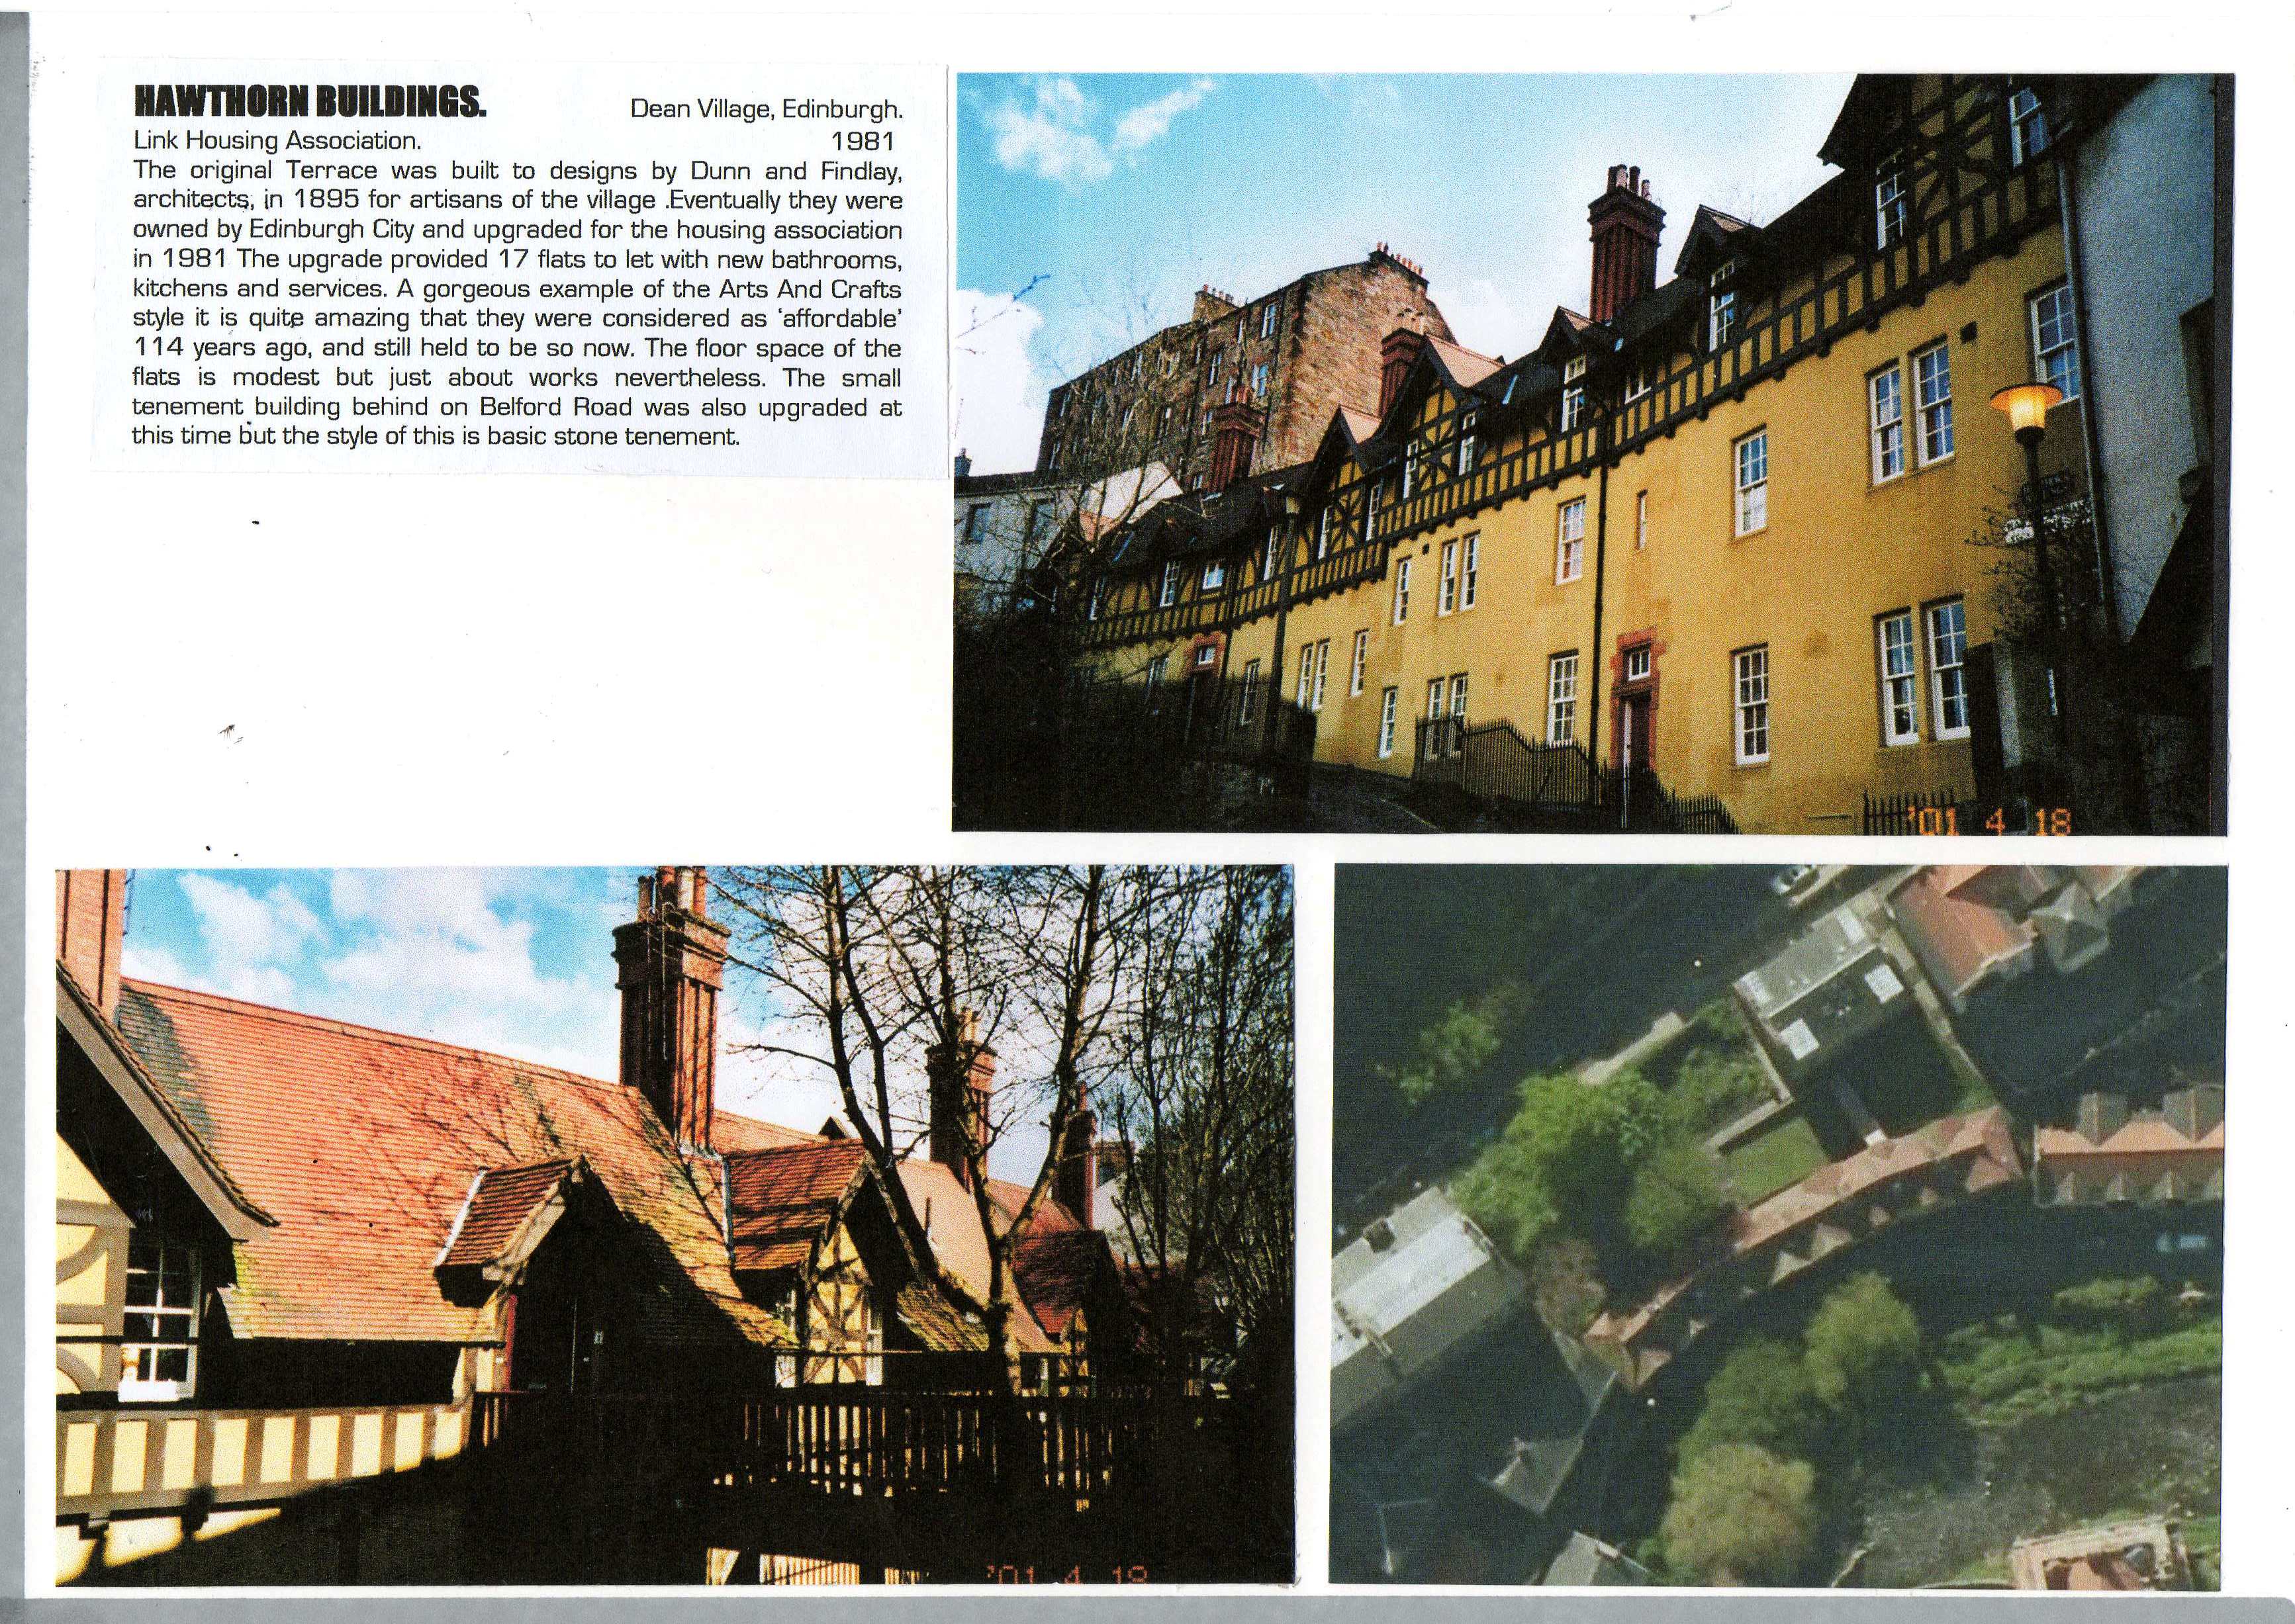 HAWTHORN BUILDINGS. Dean Village, Edinburgh.
Link Housing Association. 1981
The original Terrace was built to designs by Dunn and Findlay,
architects, in 1895 for artisans of the village .Eventually they were
owned by Edinburgh City and upgraded for the housing association
in 1981 The upgrade provided 17 flats to let with new bathrooms,
kitchens and services. A gorgeous example of the Arts And Crafts
style it is quite amazing that they were considered as ‘affordable’
114 years ago, and still held to be so now. The floor space of the
flats is modest but just about works nevertheless. The small
tenement building behind on Belford Road was also upgraded at
this time but the style of this is basic stone tenement.
'01 4 18
'01 4 18